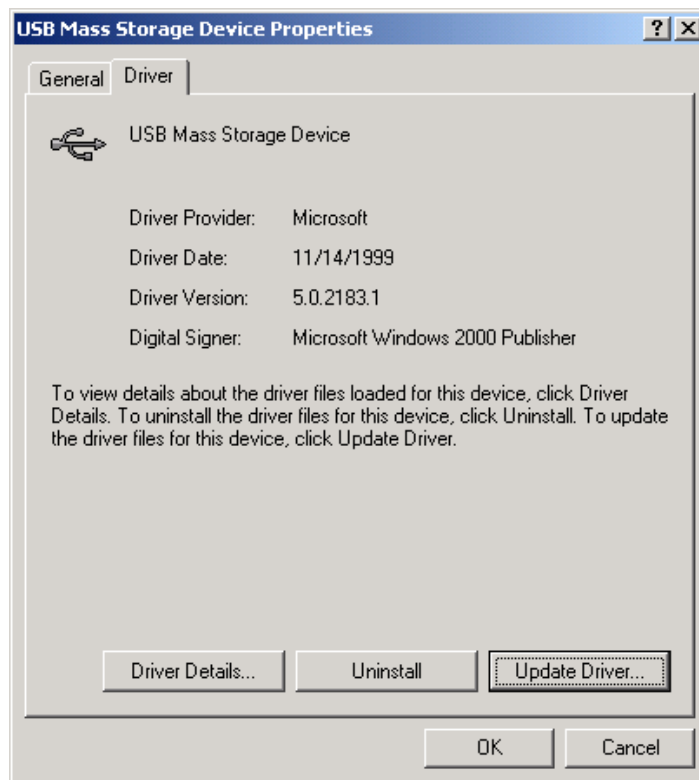 USB Mass Storage Device Properties
General Driver
USB Mass Storage Device
Driver Provider: Microsoft
Driver Date: 11/14/1999
Driver Version: 5.0.2183.1
Digital Signer: Microsoft Windows 2000 Publisher
To view details about the driver files loaded for this device, click Driver
Details. To uninstall the driver files for this device, click Uninstall. To update
the driver files for this device, click Update Driver.
Driver Details... Uninstall Update Driver...
OK Cancel